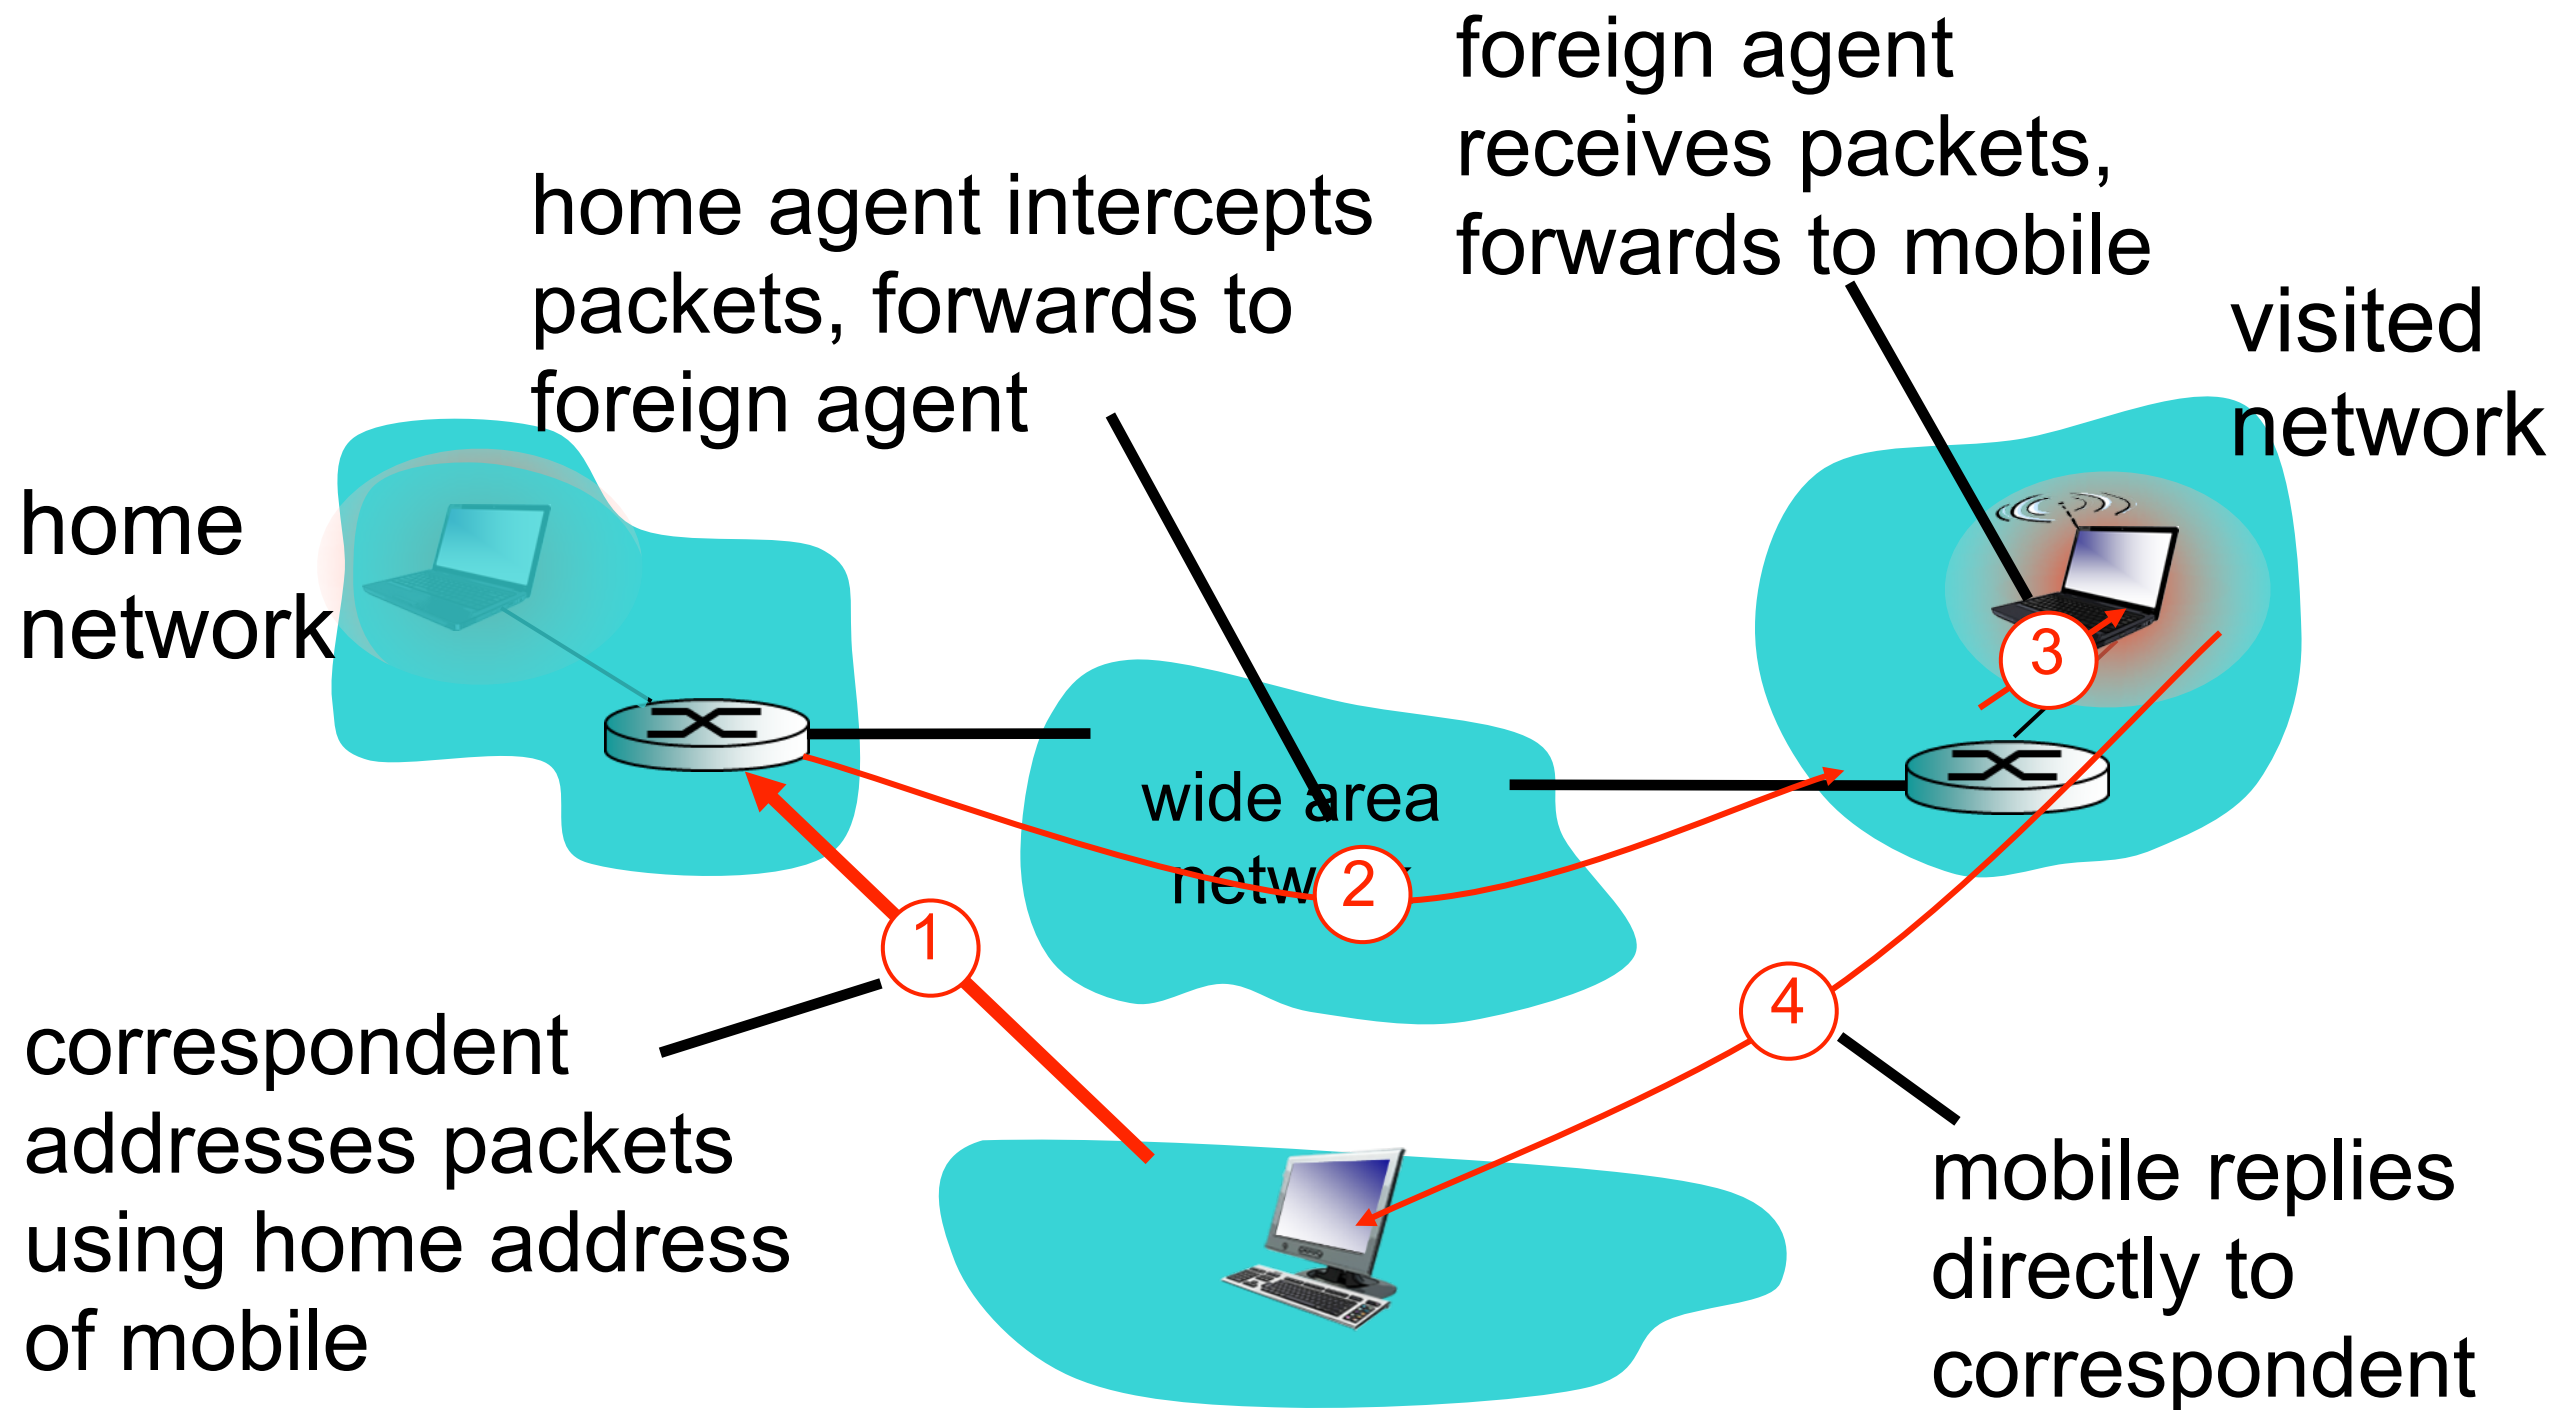 foreign agent
receives packets,
forwards to mobile
home agent intercepts
packets, forwards to
foreign agent
visited
network
home
network
wide area
network
3
2
1
4
correspondent
addresses packets
using home address
of mobile
mobile replies
directly to
correspondent